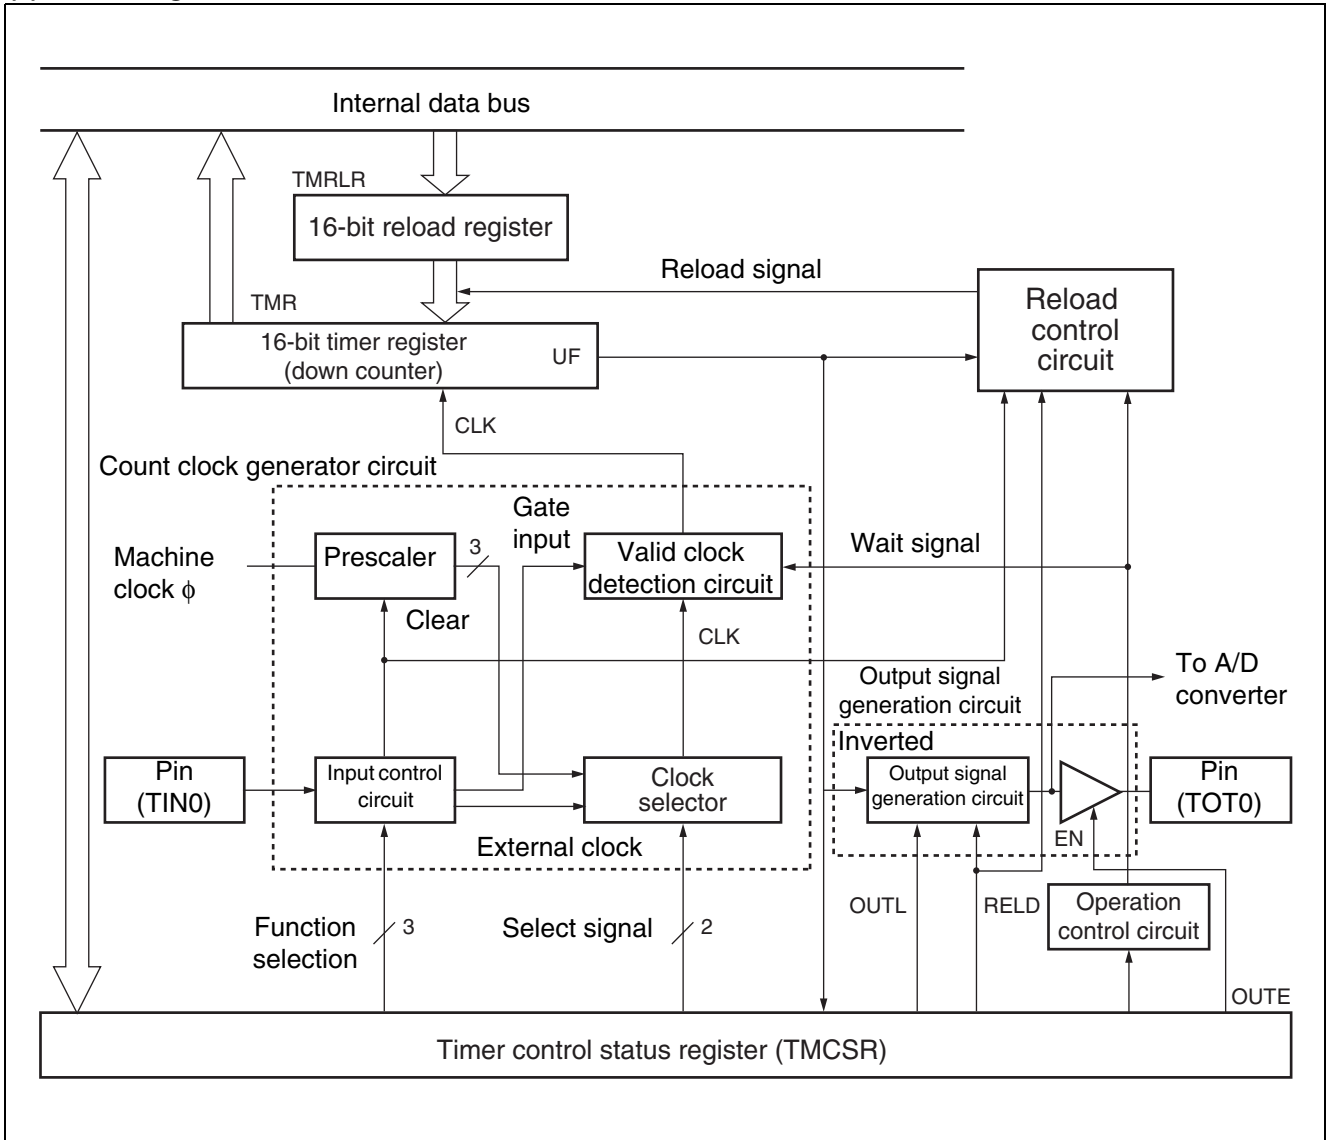 Internal data bus
TMRLR
16-bit reload register
Reload signal
Reload
control
circuit
TMR
16-bit timer register
(down counter)
UF
CLK
Count clock generator circuit
Gate
input
Machine
clock ϕ
Prescaler
3
Valid clock
detection circuit
Wait signal
Clear
CLK
To A/D
converter
Output signal
generation circuit
Inverted
Pin
(TIN0)
Input control
circuit
Clock
selector
Output signal
generation circuit
Pin
(TOT0)
EN
External clock
Function
selection
3
Select signal
2
OUTL
RELD
Operation
control circuit
OUTE
Timer control status register (TMCSR)